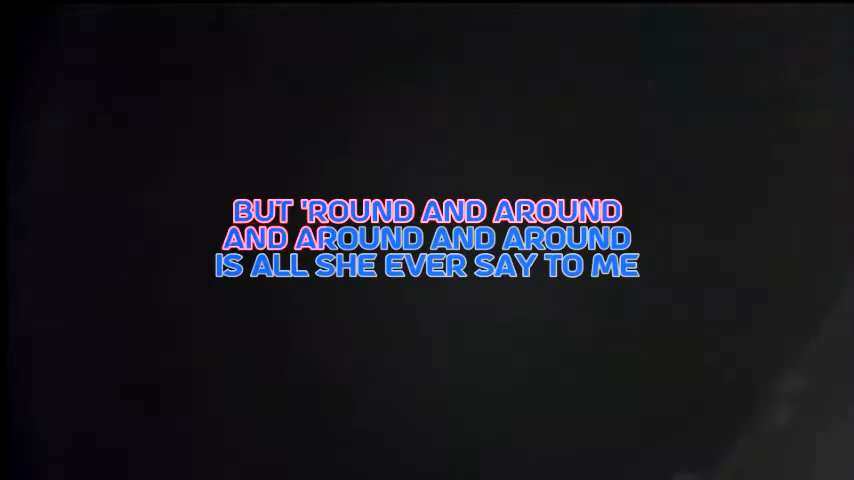 BUT 'ROUND AND AROUND
AND AROUND AND AROUND
IS ALL SHE EVER SAY TO ME